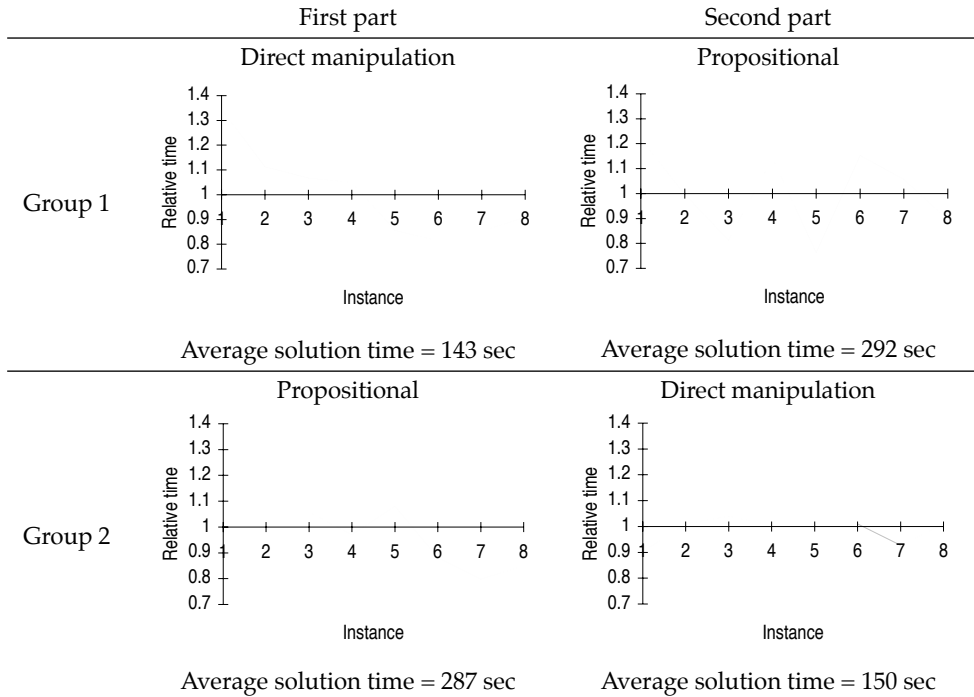 First part Second part
Direct manipulation Propositional
1.4 1.4
1.3 1.3
1.2 1.2
1.1 1.1
1 1
0.9 1 2 3 4 5 6 7 8 0.9 1 2 3 4 5 6 7 8
0.8 0.8
0.7 0.7
Relative time Relative time
Group 1
Instance Instance
Average solution time = 143 sec Average solution time = 292 sec
Propositional Direct manipulation
1.4 1.4
1.3 1.3
1.2 1.2
1.1 1.1
1 1
0.9 1 2 3 4 5 6 7 8 0.9 1 2 3 4 5 6 7 8
0.8 0.8
0.7 0.7
Relative time Relative time
Group 2
Instance Instance
Average solution time = 287 sec Average solution time = 150 sec